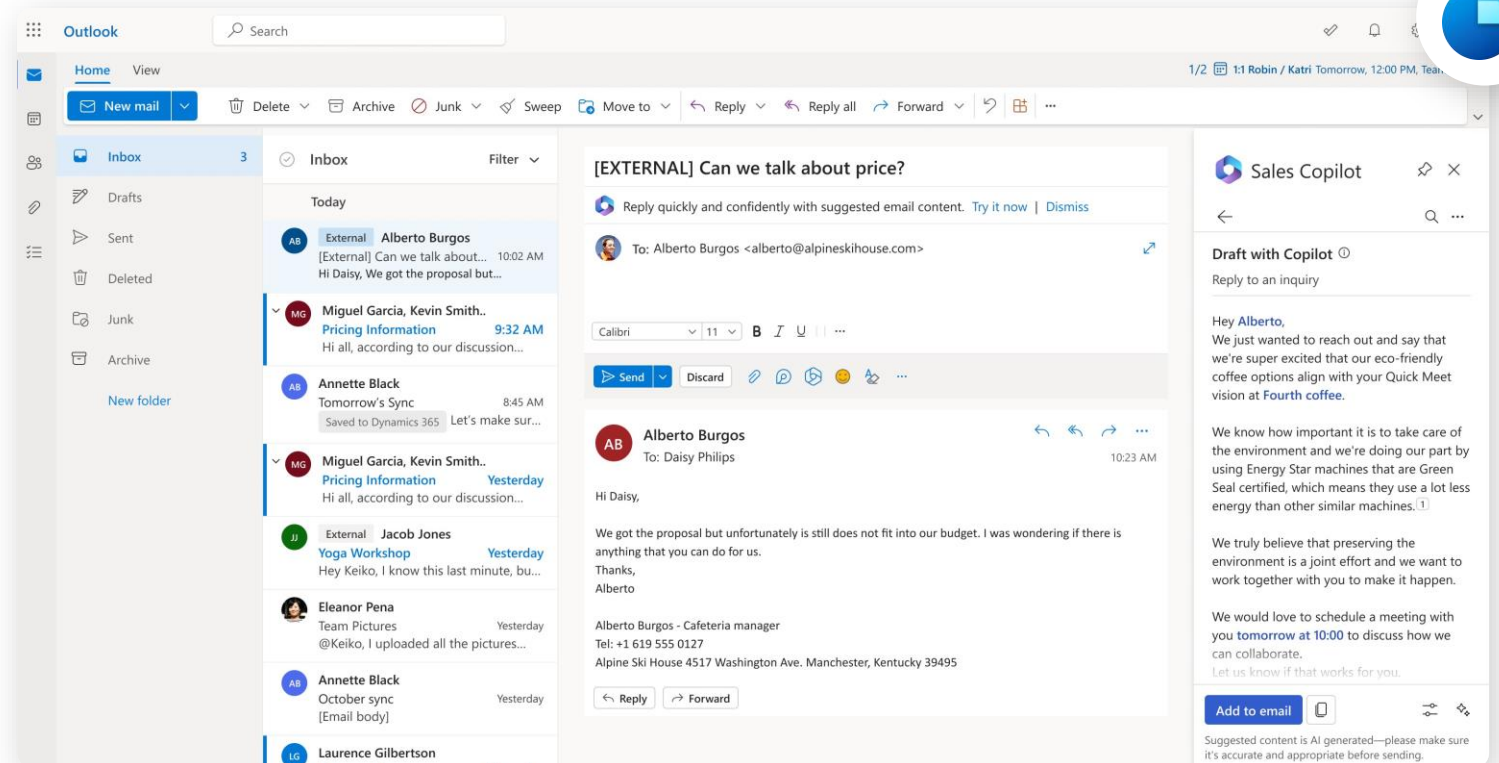 Outlook
Search
Home View
1/2 1:1 Robin / Katri Tomorrow, 12:00 PM,
New mail Delete Archive Junk Sweep Move to Reply Reply all Forward ...
Inbox 3
Drafts
Sent
Deleted
Junk
Archive
New folder
Inbox Filter
Today
AB
External Alberto Burgos
[External] Can we talk about... 10:02 AM
Hi Daisy, We got the proposal but...
MG
Miguel Garcia, Kevin Smith..
Pricing Information 9:32 AM
Hi all, according to our discussion...
AB
Annette Black
Tomorrow's Sync 8:45 AM
Saved to Dynamics 365 Let's make sur...
MG
Miguel Garcia, Kevin Smith..
Pricing Information Yesterday
Hi all, according to our discussion...
JJ
External Jacob Jones
Yoga Workshop Yesterday
Hey Keiko, I know this last minute, bu...
Eleanor Pena
Team Pictures Yesterday
@Keiko, I uploaded all the pictures...
AB
Annette Black
October sync Yesterday
[Email body]
LG
Laurence Gilbertson
[EXTERNAL] Can we talk about price?
Reply quickly and confidently with suggested email content. Try it now | Dismiss
To: Alberto Burgos <alberto@alpineskihouse.com>
Calibri 11 B I U ...
Send Discard ...
AB
Alberto Burgos
To: Daisy Philips 10:23 AM
Hi Daisy,
We got the proposal but unfortunately is still does not fit into our budget. I was wondering if there is
anything that you can do for us.
Thanks,
Alberto
Alberto Burgos - Cafeteria manager
Tel: +1 619 555 0127
Alpine Ski House 4517 Washington Ave. Manchester, Kentucky 39495
Reply Forward
Sales Copilot
Draft with Copilot
Reply to an inquiry
Hey Alberto,
We just wanted to reach out and say that
we're super excited that our eco-friendly
coffee options align with your Quick Meet
vision at Fourth coffee.
We know how important it is to take care of
the environment and we're doing our part by
using Energy Star machines that are Green
Seal certified, which means they use a lot less
energy than other similar machines. 1
We truly believe that preserving the
environment is a joint effort and we want to
work together with you to make it happen.
We would love to schedule a meeting with
you tomorrow at 10:00 to discuss how we
can collaborate.
Let us know if that works for you.
Add to email
Suggested content is AI generated—please make sure
it's accurate and appropriate before sending.